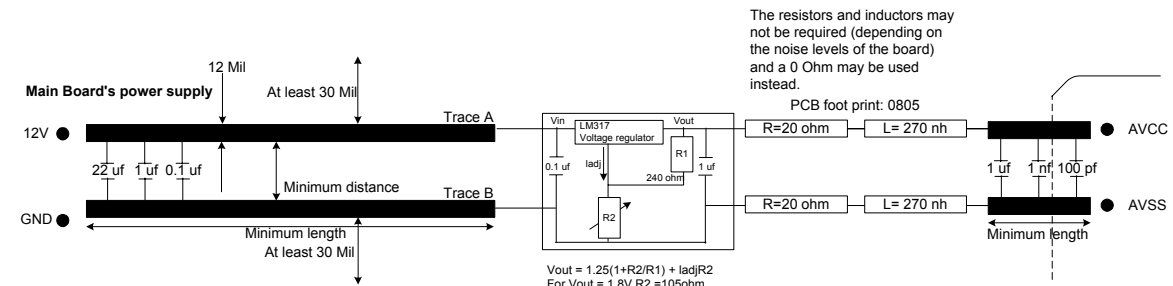 The resistors and inductors may
not be required (depending on
the noise levels of the board)
and a 0 Ohm may be used
instead.
PCB foot print: 0805
12 Mil
At least 30 Mil
Main Board's power supply
Trace A
12V
22 uf
1 uf
0.1 uf
Minimum distance
Trace B
GND
Minimum length
At least 30 Mil
Vin
LM317
Voltage regulator
Vout
R1
Iadj
0.1 uf
240 ohm
1 uf
R2
Vout = 1.25(1+R2/R1) + IadjR2
For Vout = 1.8V R2 =105ohm
R=20 ohm
L= 270 nh
AVCC
1 uf
1 nf
100 pf
R=20 ohm
L= 270 nh
AVSS
Minimum length